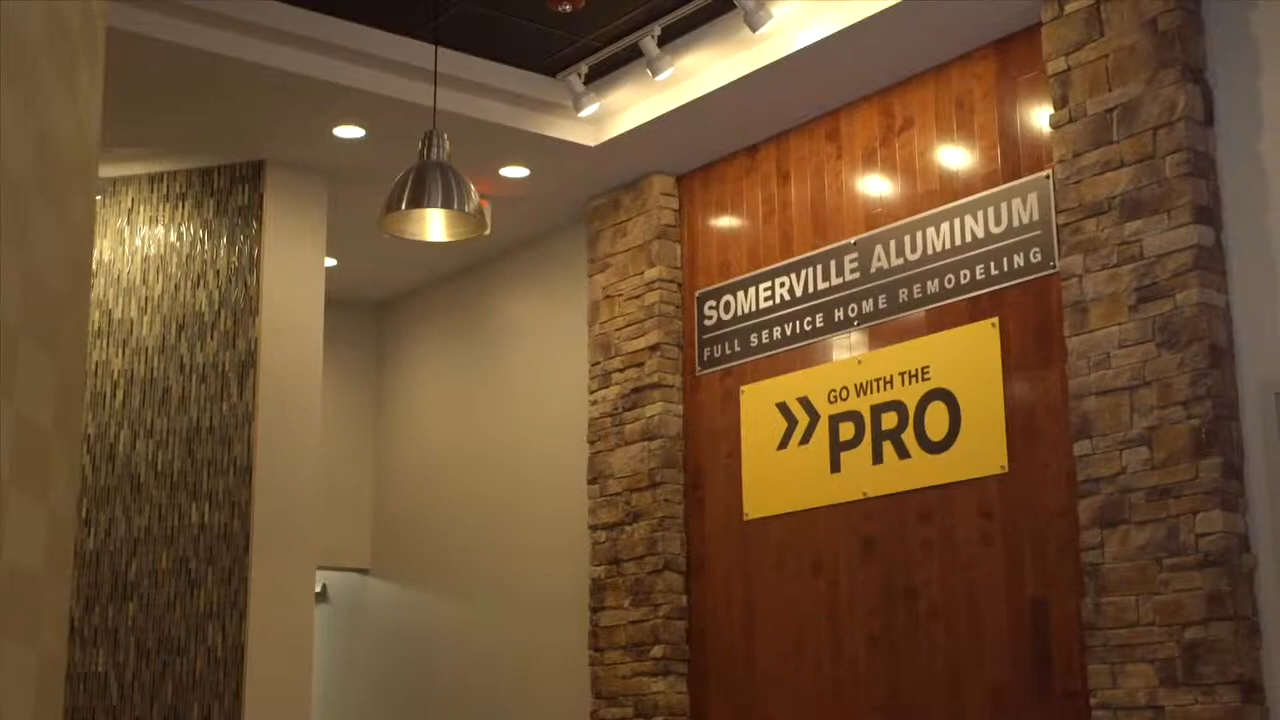 SOMERVILLE ALUMINUM
FULL SERVICE HOME REMODELING
GO WITH THE
PRO